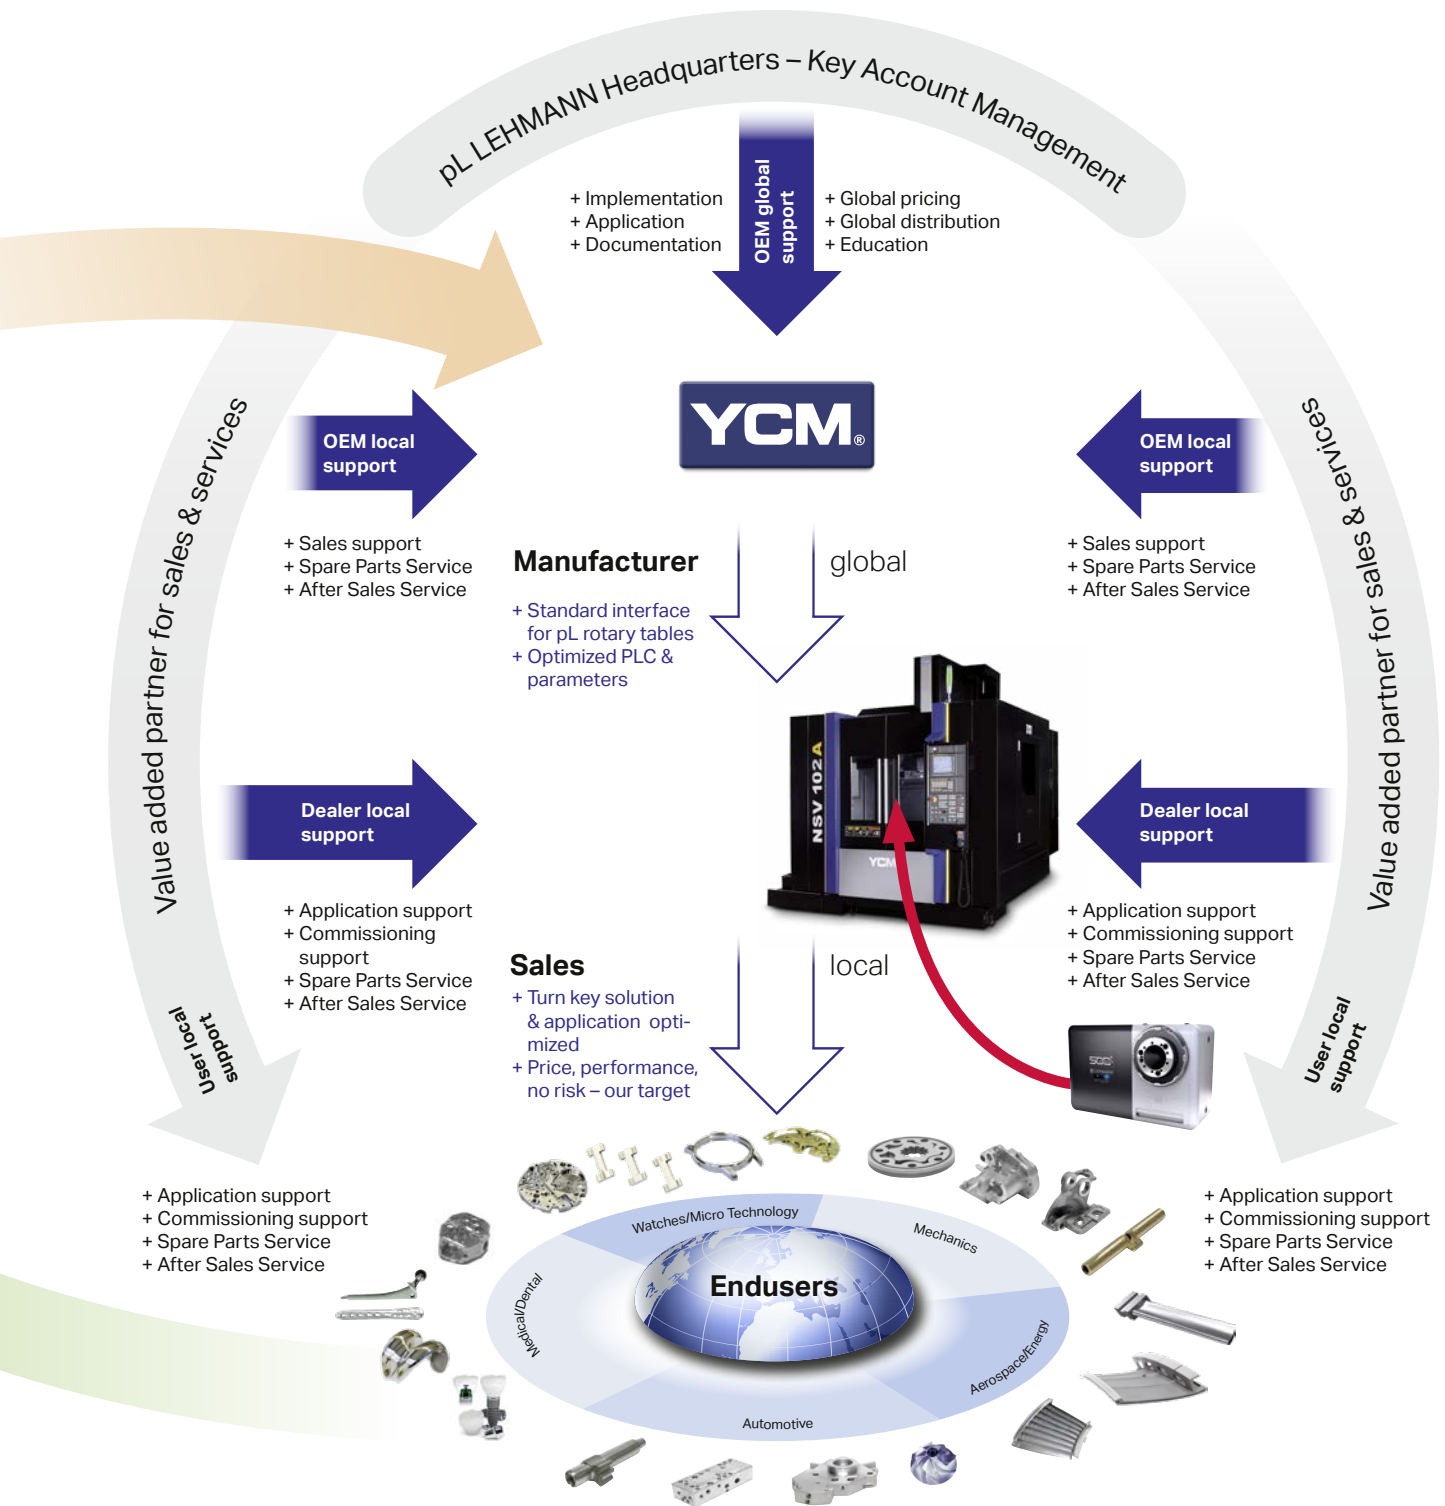 pL LEHMANN Headquarters – Key Account Management
OEM global
support
+ Implementation
+ Application
+ Documentation
+ Global pricing
+ Global distribution
+ Education
YCM®
Value added partner for sales & services
Value added partner for sales & services
OEM local
support
+ Sales support
+ Spare Parts Service
+ After Sales Service
OEM local
support
+ Sales support
+ Spare Parts Service
+ After Sales Service
Manufacturer
global
+ Standard interface
for pL rotary tables
+ Optimized PLC &
parameters
NSV 102 A
YCM
Dealer local
support
+ Application support
+ Commissioning
support
+ Spare Parts Service
+ After Sales Service
Dealer local
support
+ Application support
+ Commissioning support
+ Spare Parts Service
+ After Sales Service
Sales
local
+ Turn key solution
& application opti-
mized
+ Price, performance,
no risk – our target
User local
support
User local
support
+ Application support
+ Commissioning support
+ Spare Parts Service
+ After Sales Service
+ Application support
+ Commissioning support
+ Spare Parts Service
+ After Sales Service
Watches/Micro Technology
Mechanics
Medical/Dental
Endusers
Aerospace/Energy
Automotive